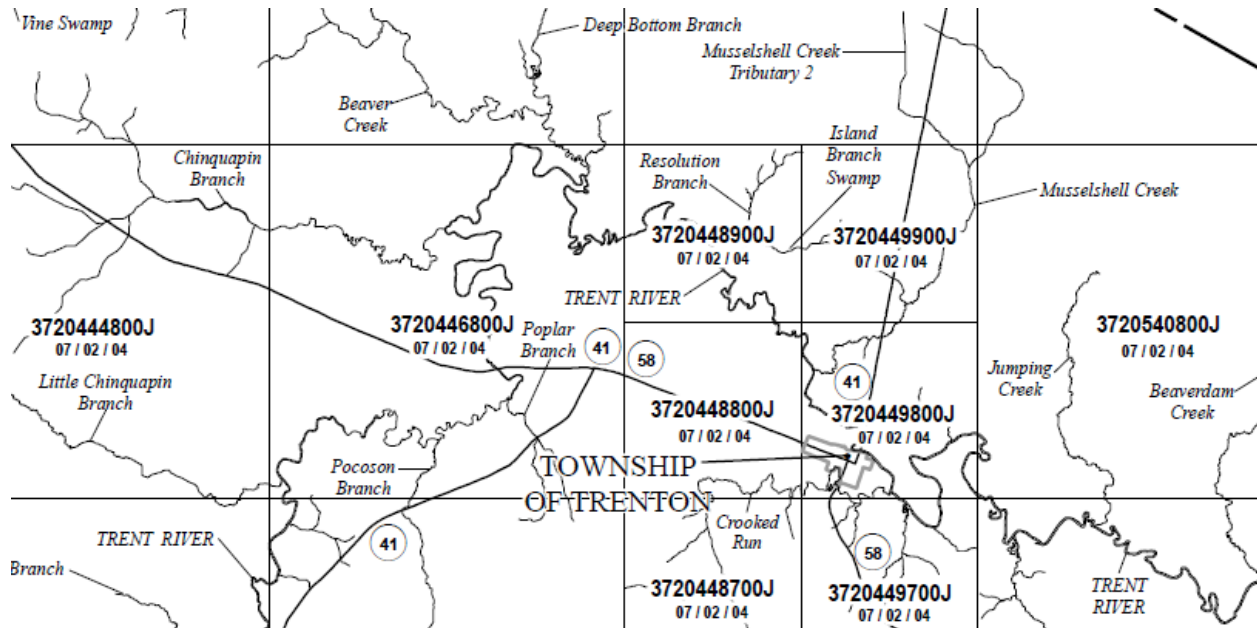 Vine Swamp
Deep Bottom Branch
Musselshell Creek
Tributary 2
Beaver
Creek
Island
Branch
Swamp
Chinquapin
Branch
Resolution
Branch
Musselshell Creek
3720448900J
07 / 02 / 04
3720449900J
07 / 02 / 04
TRENT RIVER
3720444800J
07 / 02 / 04
3720446800J
07 / 02 / 04
Poplar
Branch
41
58
3720540800J
07 / 02 / 04
Little Chinquapin
Branch
41
Jumping
Creek
Beaverdam
Creek
3720448800J
07 / 02 / 04
3720449800J
07 / 02 / 04
Pocoson
Branch
TOWNSHIP
OF TRENTON
TRENT RIVER
41
Crooked
Run
58
Branch
3720448700J
07 / 02 / 04
3720449700J
07 / 02 / 04
TRENT
RIVER